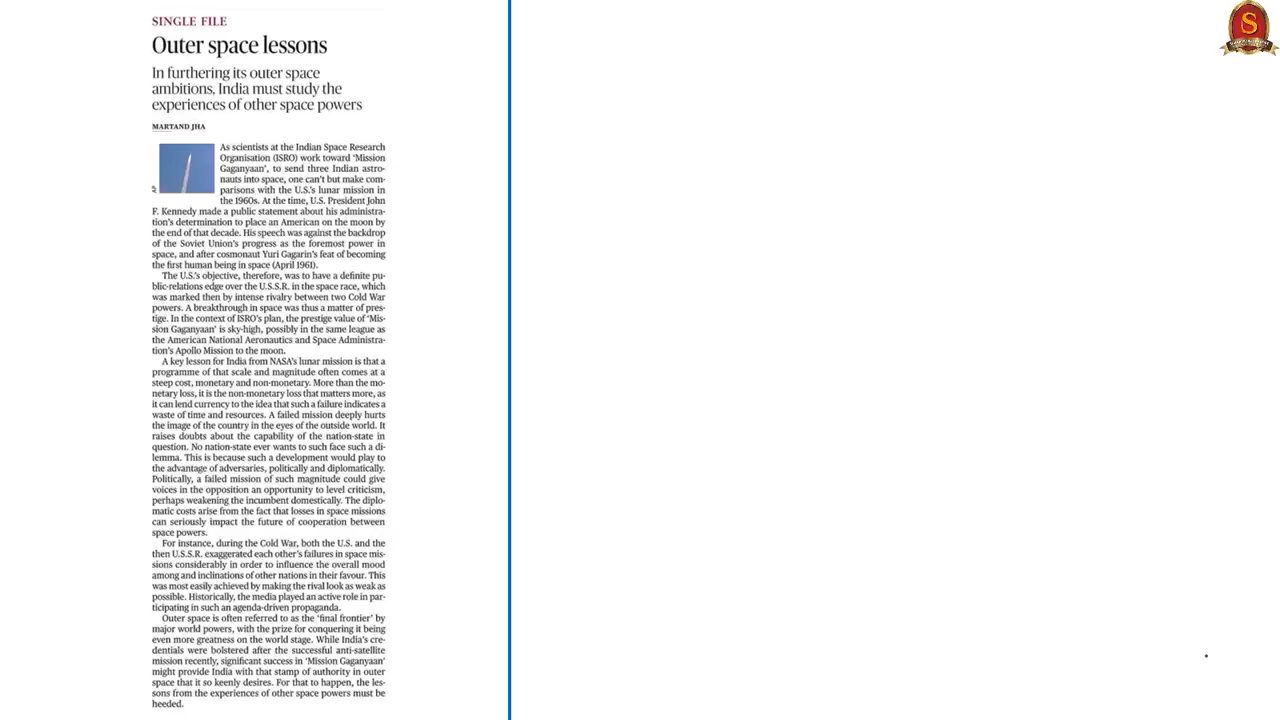 SINGLE FILE
Outer space lessons
In furthering its outer space
ambitions, India must study the
experiences of other space powers
MARTAND JHA
As scientists at the Indian Space Research
Organisation (ISRO) work toward ‘Mission
Gaganyaan’, to send three Indian astro-
nauts into space, one can’t but make com-
parisons with the U.S.’s lunar mission in
the 1960s. At the time, U.S. President John
F. Kennedy made a public statement about his administra-
tion’s determination to place an American on the moon by
the end of that decade. His speech was against the backdrop
of the Soviet Union’s progress as the foremost power in
space, and after cosmonaut Yuri Gagarin’s feat of becoming
the first human being in space (April 1961).
The U.S.’s objective, therefore, was to have a definite pu-
blic-relations edge over the U.S.S.R. in the space race, which
was marked then by intense rivalry between two Cold War
powers. A breakthrough in space was thus a matter of pres-
tige. In the context of ISRO’s plan, the prestige value of ‘Mis-
sion Gaganyaan’ is sky-high, possibly in the same league as
the American National Aeronautics and Space Administra-
tion’s Apollo Mission to the moon.
A key lesson for India from NASA’s lunar mission is that a
programme of that scale and magnitude often comes at a
steep cost, monetary and non-monetary. More than the mo-
netary loss, it is the non-monetary loss that matters more, as
it can lend currency to the idea that such a failure indicates a
waste of time and resources. A failed mission deeply hurts
the image of the country in the eyes of the outside world. It
raises doubts about the capability of the nation-state in
question. No nation-state ever wants to such face such a di-
lemma. This is because such a development would play to
the advantage of adversaries, politically and diplomatically.
Politically, a failed mission of such magnitude could give
voices in the opposition an opportunity to level criticism,
perhaps weakening the incumbent domestically. The diplo-
matic costs arise from the fact that losses in space missions
can seriously impact the future of cooperation between
space powers.
For instance, during the Cold War, both the U.S. and the
then U.S.S.R. exaggerated each other’s failures in space mis-
sions considerably in order to influence the overall mood
among and inclinations of other nations in their favour. This
was most easily achieved by making the rival look as weak as
possible. Historically, the media played an active role in par-
ticipating in such an agenda-driven propaganda.
Outer space is often referred to as the ‘final frontier’ by
major world powers, with the prize for conquering it being
even more greatness on the world stage. While India’s cre-
dentials were bolstered after the successful anti-satellite
mission recently, significant success in ‘Mission Gaganyaan’
might provide India with that stamp of authority in outer
space that it so keenly desires. For that to happen, the les-
sons from the experiences of other space powers must be
heeded.
S